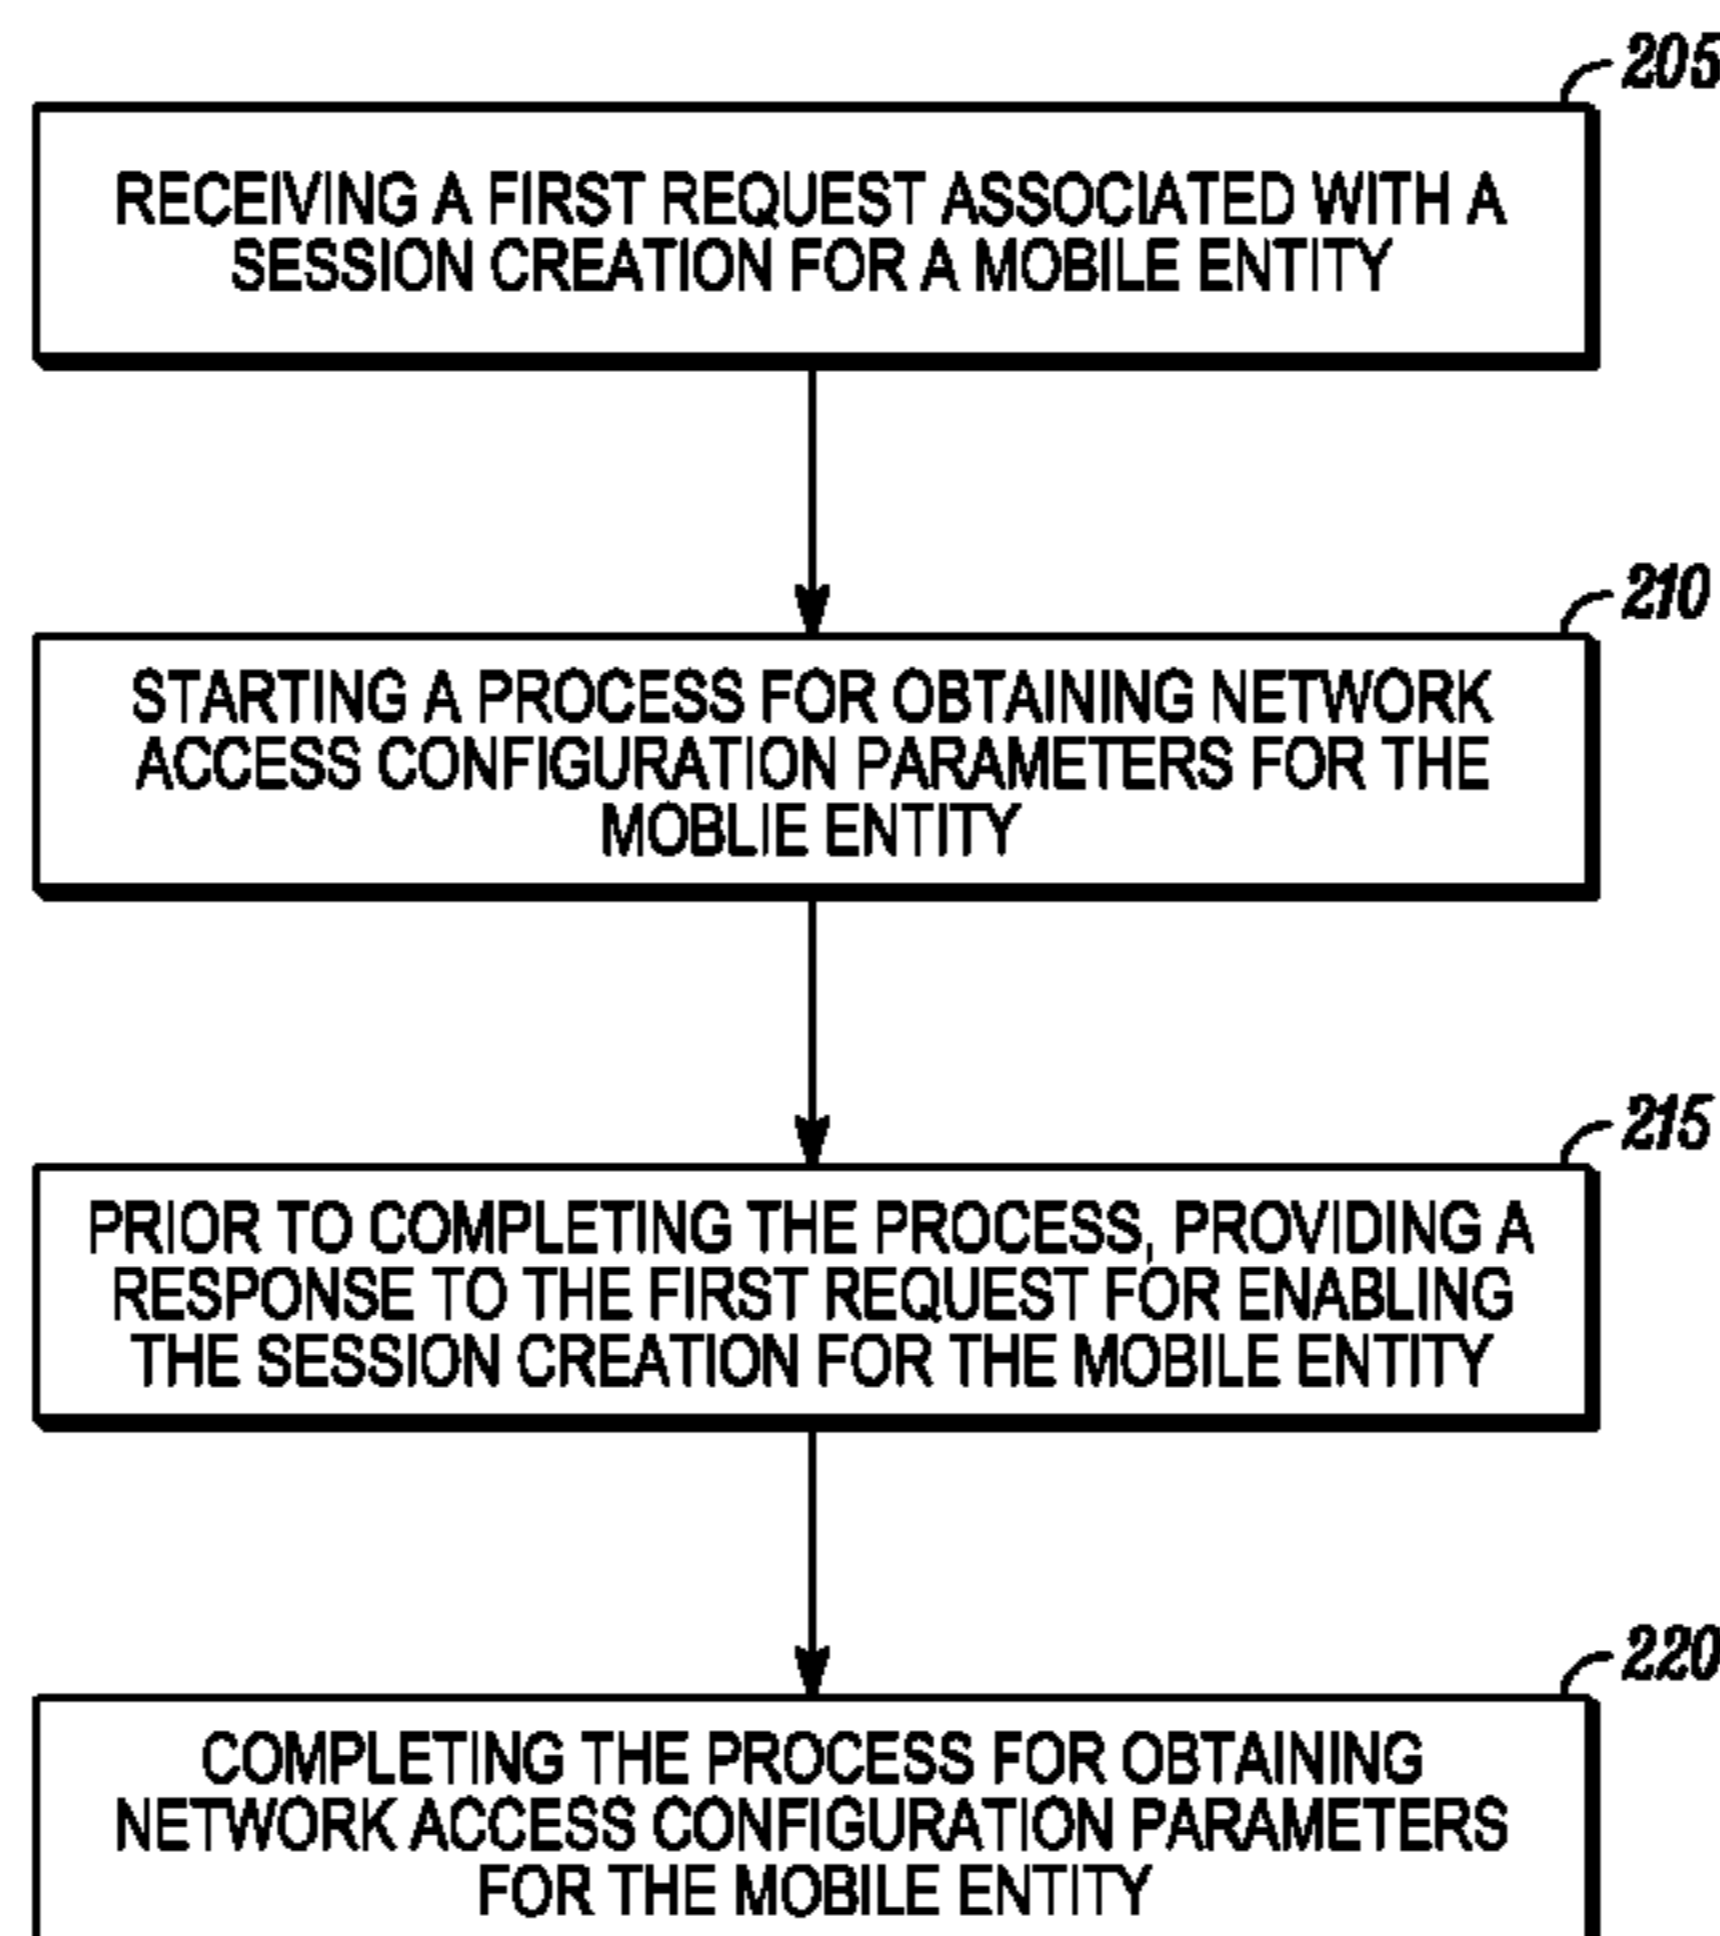 205
RECEIVING A FIRST REQUEST ASSOCIATED WITH A
SESSION CREATION FOR A MOBILE ENTITY
210
STARTING A PROCESS FOR OBTAINING NETWORK
ACCESS CONFIGURATION PARAMETERS FOR THE
MOBLIE ENTITY
215
PRIOR TO COMPLETING THE PROCESS, PROVIDING A
RESPONSE TO THE FIRST REQUEST FOR ENABLING
THE SESSION CREATION FOR THE MOBILE ENTITY
220
COMPLETING THE PROCESS FOR OBTAINING
NETWORK ACCESS CONFIGURATION PARAMETERS
FOR THE MOBILE ENTITY